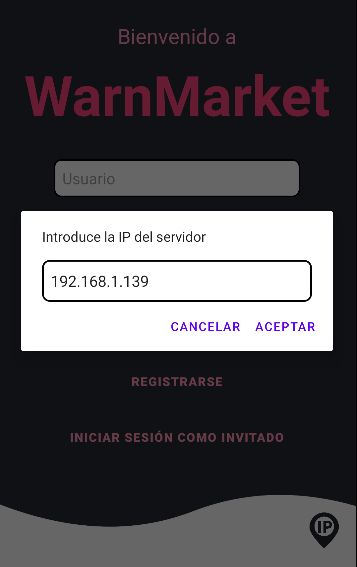 Bienvenido a
WarnMarket
Usuario
Introduce la IP del servidor
192.168.1.139
CANCELAR ACEPTAR
REGISTRARSE
INICIAR SESIÓN COMO INVITADO
IP